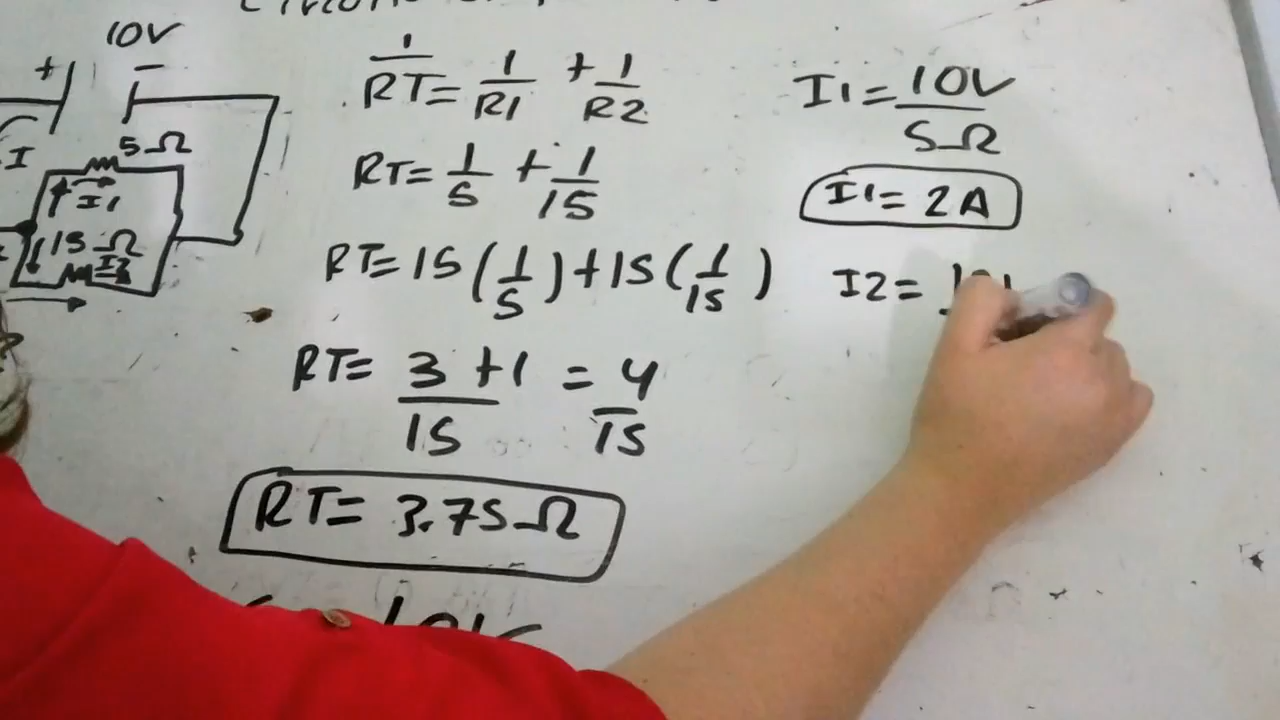 10V
+
I
5Ω
I1
15Ω
I2
1/RT = 1/R1 + 1/R2
RT = 1/5 + 1/15
RT = 15 (1/5) + 15 (1/15)
RT = 3 + 1/15 = 4/15
RT = 3.75Ω
10V
I1 = 10V/5Ω
I1 = 2A
I2 =